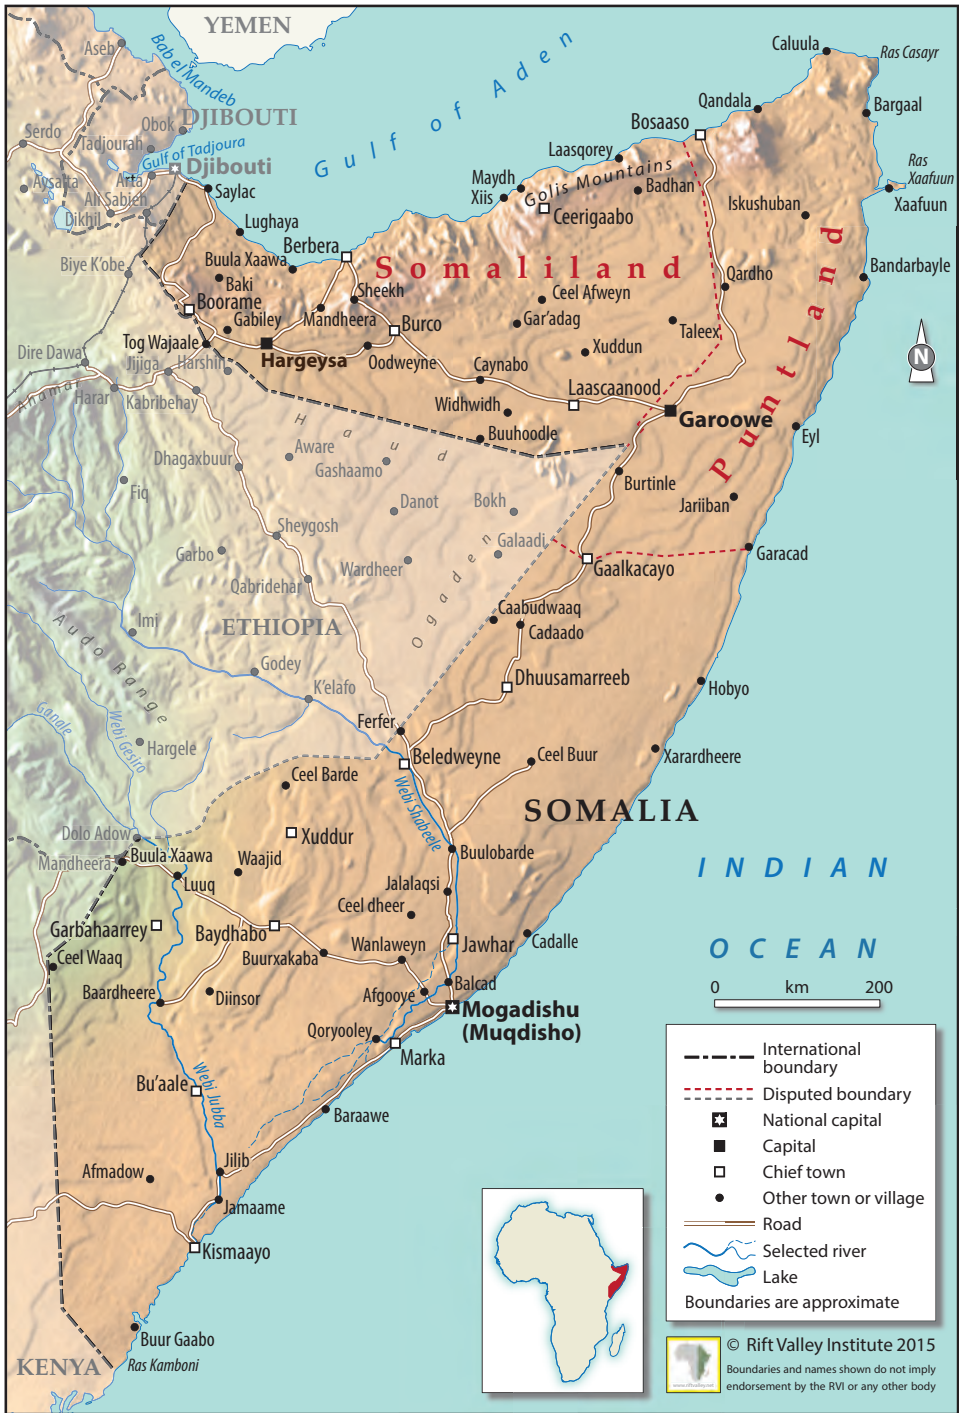 YEMEN
Aseb
Bab el Mandeb
Gulf of Aden
Caluula
Ras Casayr
Qandala
Bargaal
Bosaaso
DJIBOUTI
Obok
Serdo
Tadjourah
Gulf of Tadjoura
Djibouti
Laasqorey
Golis Mountains
Badhan
Ras
Xaafuun
Xaafuun
Aysaita
Arta
Ali Sabieh
Dikhil
Saylac
Maydh
Xiis
Ceerigaabo
Iskushuban
Lughaya
Berbera
Biye K'obe
Buula Xaawa
Somaliland
Puntland
Bandarbayle
Qardho
Baki
Sheekh
Ceel Afweyn
Boorame
Gabiley
Mandheera
Burco
Gar'adag
Taleex
Tog Wajaale
Hargeysa
Oodweyne
Xuddun
N
Dire Dawa
Jijiga
Harshin
Caynabo
Ahamar
Harar
Kabribehay
Laascaanood
Widhwidh
Garoowe
Haud
Buuhoodle
Eyl
Aware
Dhagaxbuur
Gashaamo
Burtinle
Fiq
Danot
Bokh
Jariiban
Sheygosh
Galaadi
Garbo
Garacad
Wardheer
Gaalkacayo
Qabridehar
Ogaden
Imi
ETHIOPIA
Caabudwaaq
Cadaado
Audo Range
Godey
Dhuusamarreeb
K'elafo
Hobyo
Ganale
Webi Gesiro
Ferfer
Hargele
Beledweyne
Ceel Buur
Xarardheere
Ceel Barde
Webi Shabeele
SOMALIA
Dolo Adow
Xuddur
Mandheera
Buula Xaawa
Waajid
Buulobarde
Luuq
INDIAN
Jalalaqsi
Ceel dheer
Garbahaarrey
Baydhabo
Wanlaweyn
Jawhar
Cadalle
OCEAN
Ceel Waaq
Buurxakaba
Baardheere
Diinsor
Afgooye
Balcad
0 km 200
Mogadishu
(Muqdisho)
Qoryooley
Marka
Bu'aale
Webi Jubba
Baraawe
Jilib
Afmadow
Jamaame
Kismaayo
Buur Gaabo
Ras Kamboni
KENYA
International
boundary
Disputed boundary
National capital
Capital
Chief town
Other town or village
Road
Selected river
Lake
Boundaries are approximate
© Rift Valley Institute 2015
Boundaries and names shown do not imply
endorsement by the RVI or any other body
www.riftvalley.net